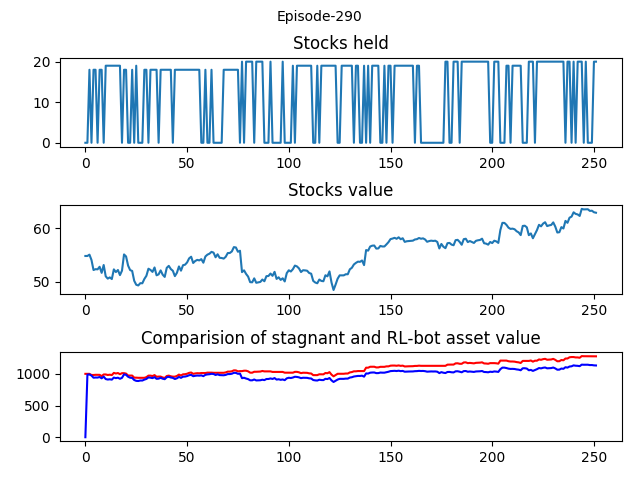 Episode-290
Stocks held
20
10
0
0 50 100 150 200 250
Stocks value
60
50
0 50 100 150 200 250
Comparision of stagnant and RL-bot asset value
1000
500
0
0 50 100 150 200 250